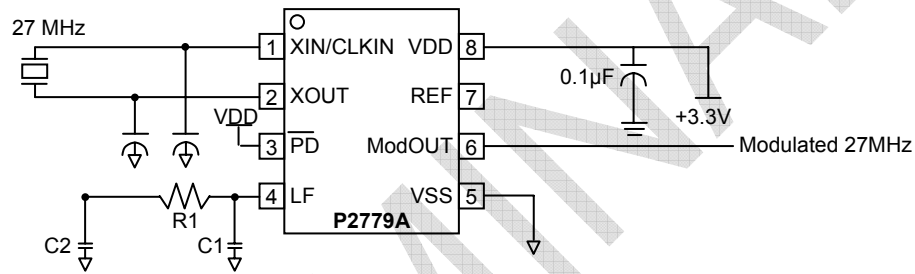 27 MHz
1 XIN/CLKIN VDD 8
0.1µF
2 XOUT REF 7
+3.3V
VDD
3 PD ModOUT 6
Modulated 27MHz
4 LF VSS 5
R1
P2779A
C2
C1